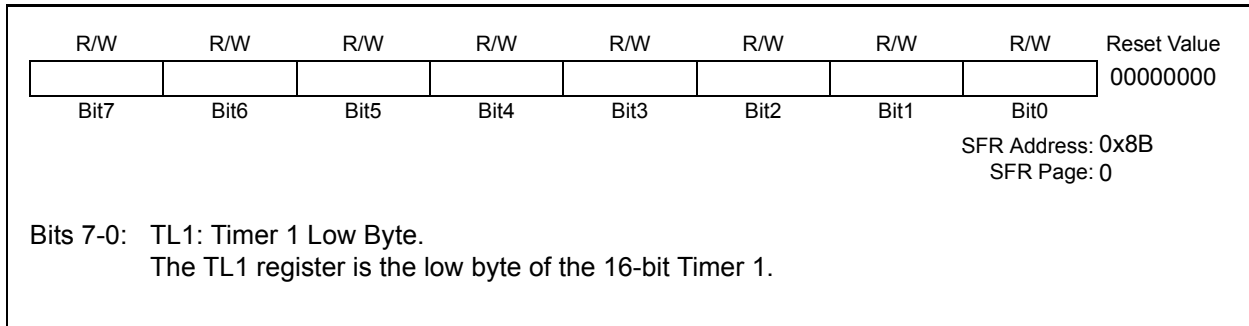 R/W R/W R/W R/W R/W R/W R/W R/W Reset Value
00000000
Bit7 Bit6 Bit5 Bit4 Bit3 Bit2 Bit1 Bit0
SFR Address: 0x8B
SFR Page: 0
Bits 7-0: TL1: Timer 1 Low Byte.
The TL1 register is the low byte of the 16-bit Timer 1.